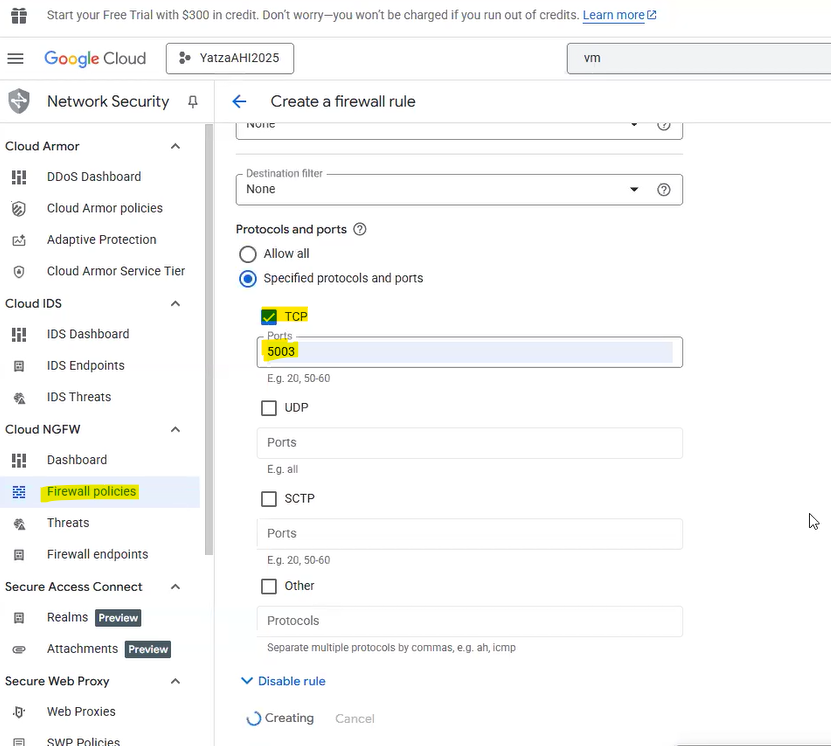 Start your Free Trial with $300 in credit. Don't worry—you won't be charged if you run out of credits. Learn more
Google Cloud
YatzaAHI2025
vm
Network Security
Create a firewall rule
None
Cloud Armor
DDoS Dashboard
Cloud Armor policies
Adaptive Protection
Cloud Armor Service Tier
Cloud IDS
IDS Dashboard
IDS Endpoints
IDS Threats
Cloud NGFW
Dashboard
Firewall policies
Threats
Firewall endpoints
Secure Access Connect
Realms Preview
Attachments Preview
Secure Web Proxy
Web Proxies
SWP Policies
Destination filter
None
Protocols and ports
Allow all
Specified protocols and ports
TCP
Ports
5003
E.g. 20, 50-60
UDP
Ports
E.g. all
SCTP
Ports
E.g. 20, 50-60
Other
Protocols
Separate multiple protocols by commas, e.g. ah, icmp
Disable rule
Creating
Cancel